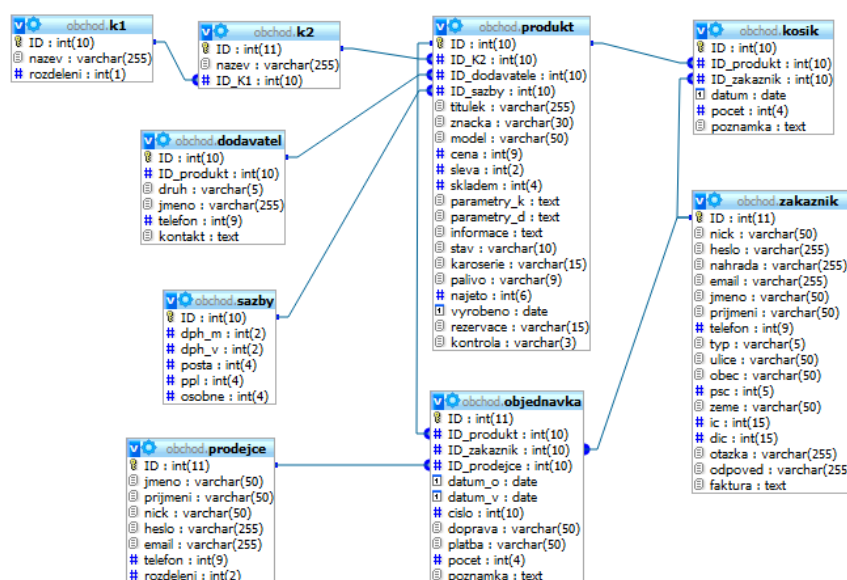 obchod.k1
ID : int(10)
nazev : varchar(255)
rozdeleni : int(1)
obchod.k2
ID : int(11)
nazev : varchar(255)
ID_K1 : int(10)
obchod.produkt
ID : int(10)
ID_K2 : int(10)
ID_dodavatele : int(10)
ID_sazby : int(10)
titulek : varchar(255)
znacka : varchar(30)
model : varchar(50)
cena : int(9)
sleva : int(2)
skladem : int(4)
parametry_k : text
parametry_d : text
informace : text
stav : varchar(10)
karoserie : varchar(15)
palivo : varchar(9)
najeto : int(6)
vyrobeno : date
rezervace : varchar(15)
kontrola : varchar(3)
obchod.kosik
ID : int(10)
ID_produkt : int(10)
ID_zakaznik : int(10)
datum : date
pocet : int(4)
poznamka : text
obchod.dodavatel
ID : int(10)
ID_produkt : int(10)
druh : varchar(5)
jmeno : varchar(255)
telefon : int(9)
kontakt : text
obchod.zakaznik
ID : int(11)
nick : varchar(50)
heslo : varchar(255)
nahrada : varchar(255)
email : varchar(255)
jmeno : varchar(50)
prijmeni : varchar(50)
telefon : int(9)
typ : varchar(5)
ulice : varchar(50)
obec : varchar(50)
psc : int(5)
zeme : varchar(50)
ic : int(15)
dic : int(15)
otazka : varchar(255)
odpoved : varchar(255
faktura : text
obchod.sazby
ID : int(10)
dph_m : int(2)
dph_v : int(2)
posta : int(4)
ppl : int(4)
osobne : int(4)
obchod.objednavka
ID : int(11)
ID_produkt : int(10)
ID_zakaznik : int(10)
ID_prodejce : int(10)
datum_o : date
datum_v : date
cislo : int(10)
doprava : varchar(50)
platba : varchar(50)
pocet : int(4)
poznamka : text
obchod.prodejce
ID : int(11)
jmeno : varchar(50)
prijmeni : varchar(50)
nick : varchar(50)
heslo : varchar(255)
email : varchar(255)
telefon : int(9)
rozdeleni : int(2)